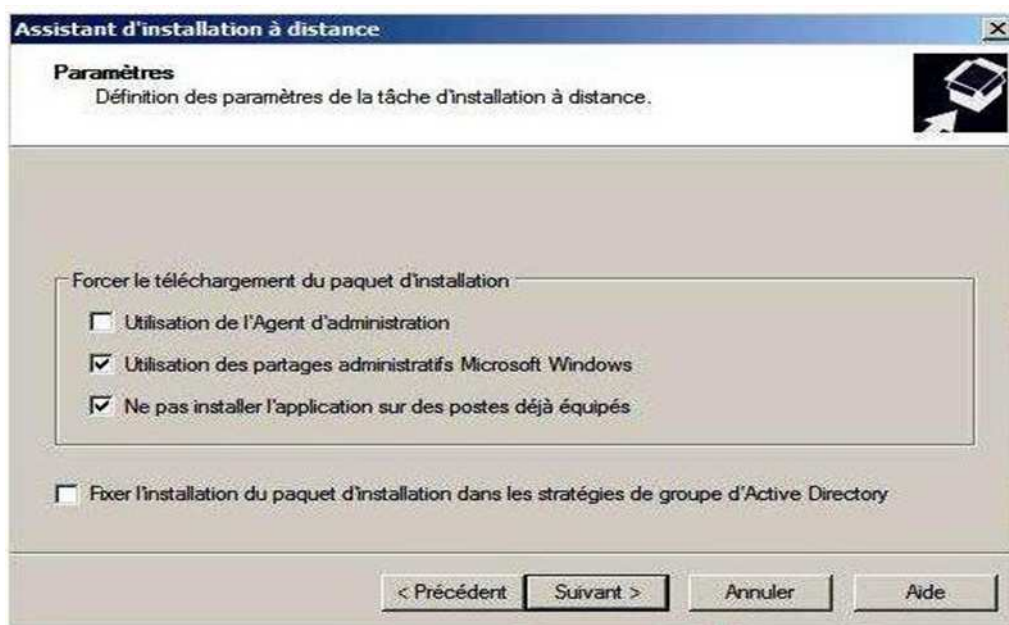 Assistant d'installation à distance
Paramètres
Définition des paramètres de la tâche d'installation à distance.
Forcer le téléchargement du paquet d'installation
Utilisation de l'Agent d'administration
Utilisation des partages administratifs Microsoft Windows
Ne pas installer l'application sur des postes déjà équipés
Fixer l'installation du paquet d'installation dans les stratégies de groupe d'Active Directory
< Précédent Suivant > Annuler Aide